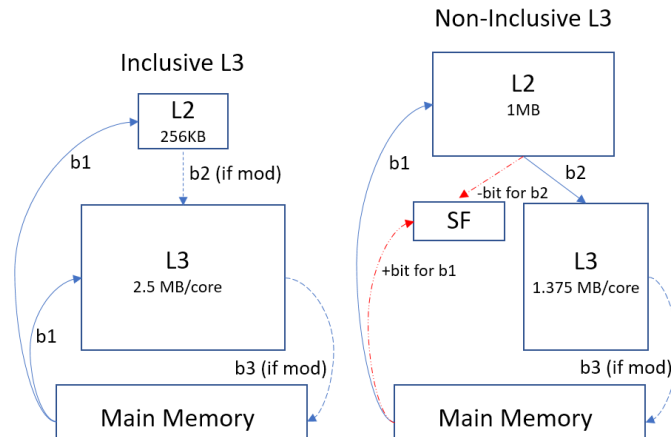 Inclusive L3
L2
256KB
b1
b2 (if mod)
L3
2.5 MB/core
b1
b3 (if mod)
Main Memory
Non-Inclusive L3
L2
1MB
b1
b2
-bit for b2
SF
+bit for b1
L3
1.375 MB/core
b3 (if mod)
Main Memory